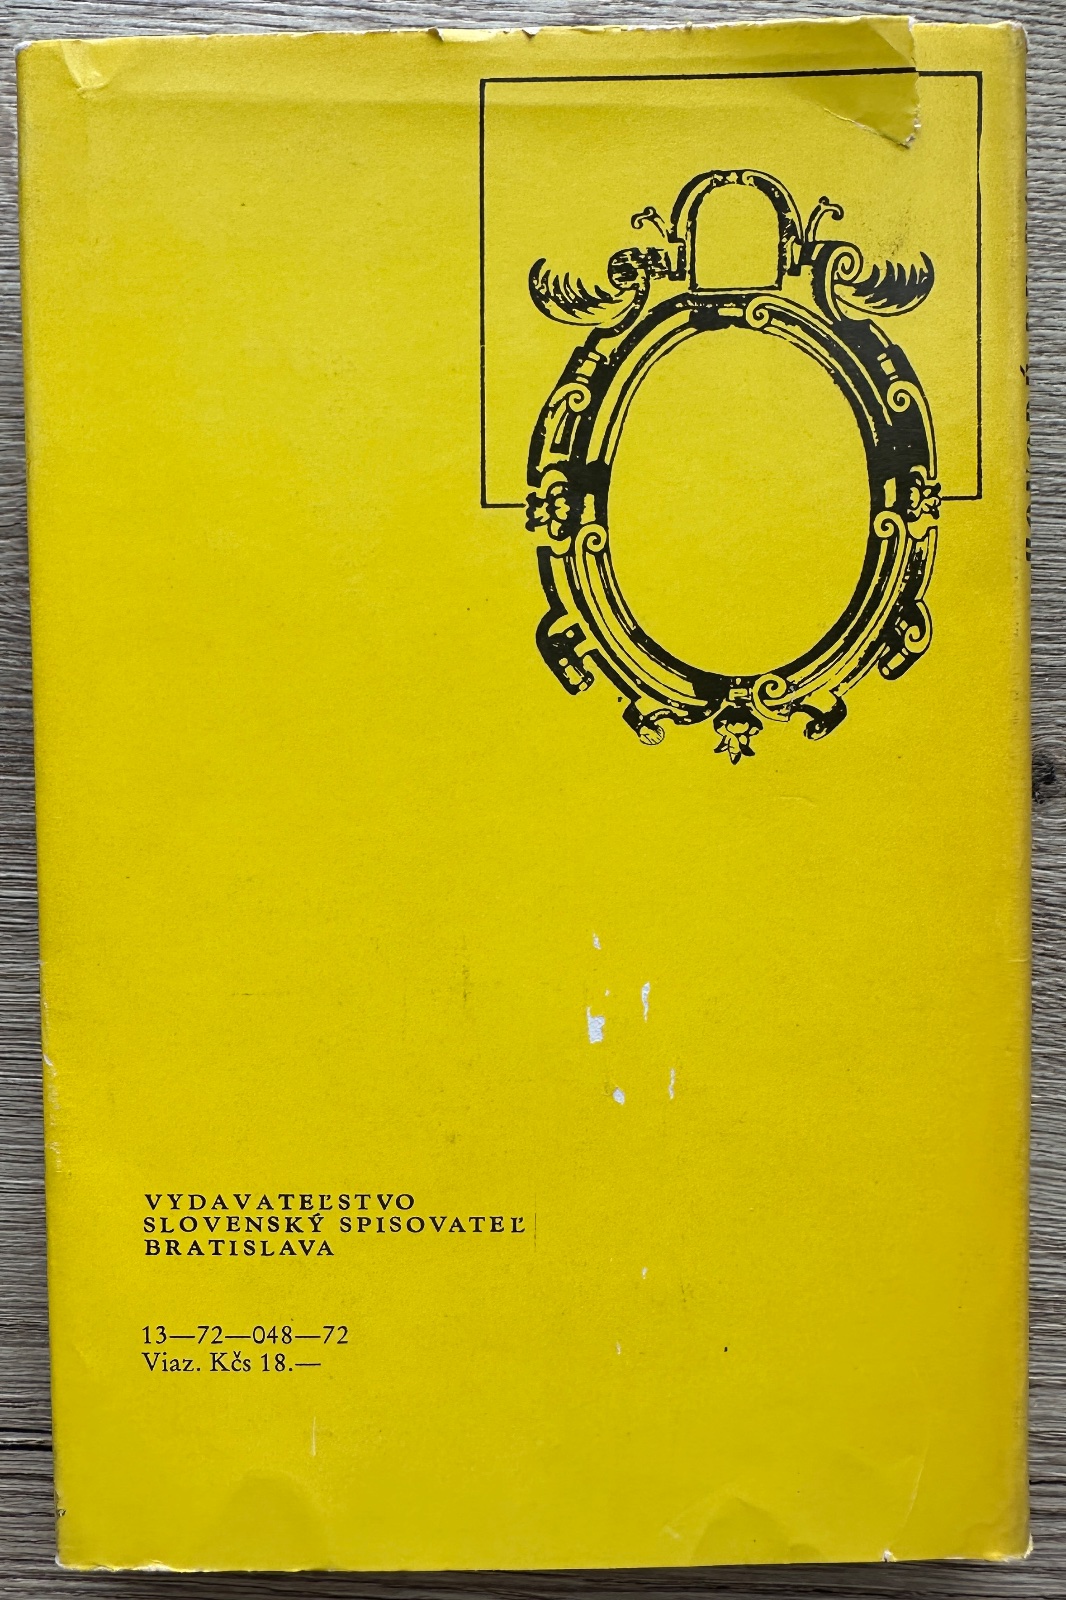 VYDAVATEĽSTVO
SLOVENSKÝ SPISOVATEĽ
BRATISLAVA
13—72—048—72
Viaz. Kčs 18.—